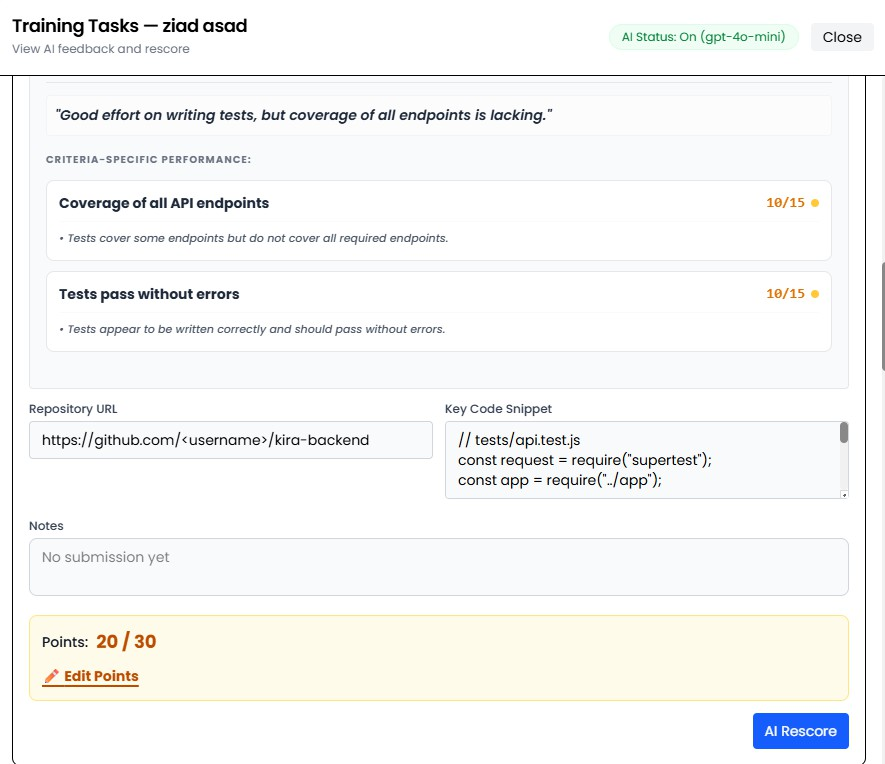 Training Tasks — ziad asad
View AI feedback and rescore
AI Status: On (gpt-4o-mini)
Close
"Good effort on writing tests, but coverage of all endpoints is lacking."
CRITERIA-SPECIFIC PERFORMANCE:
Coverage of all API endpoints
10/15
• Tests cover some endpoints but do not cover all required endpoints.
Tests pass without errors
10/15
• Tests appear to be written correctly and should pass without errors.
Repository URL
https://github.com/<username>/kira-backend
Key Code Snippet
// tests/api.test.js
const request = require("supertest");
const app = require("../app");
Notes
No submission yet
Points: 20 / 30
Edit Points
AI Rescore